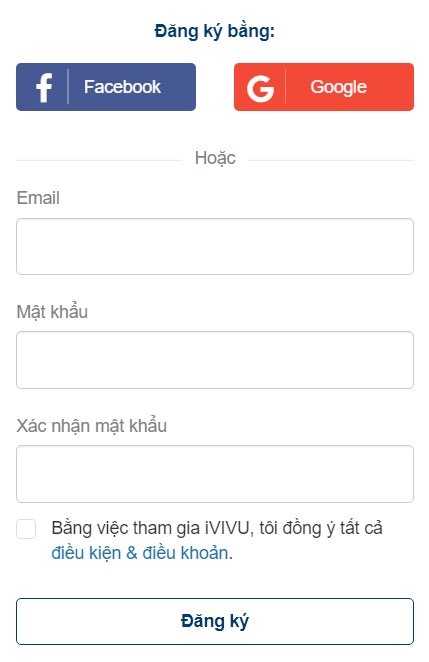 Đăng ký bằng:
Facebook
Google
Hoặc
Email
Mật khẩu
Xác nhận mật khẩu
Bằng việc tham gia iVIVU, tôi đồng ý tất cả
điều kiện & điều khoản.
Đăng ký